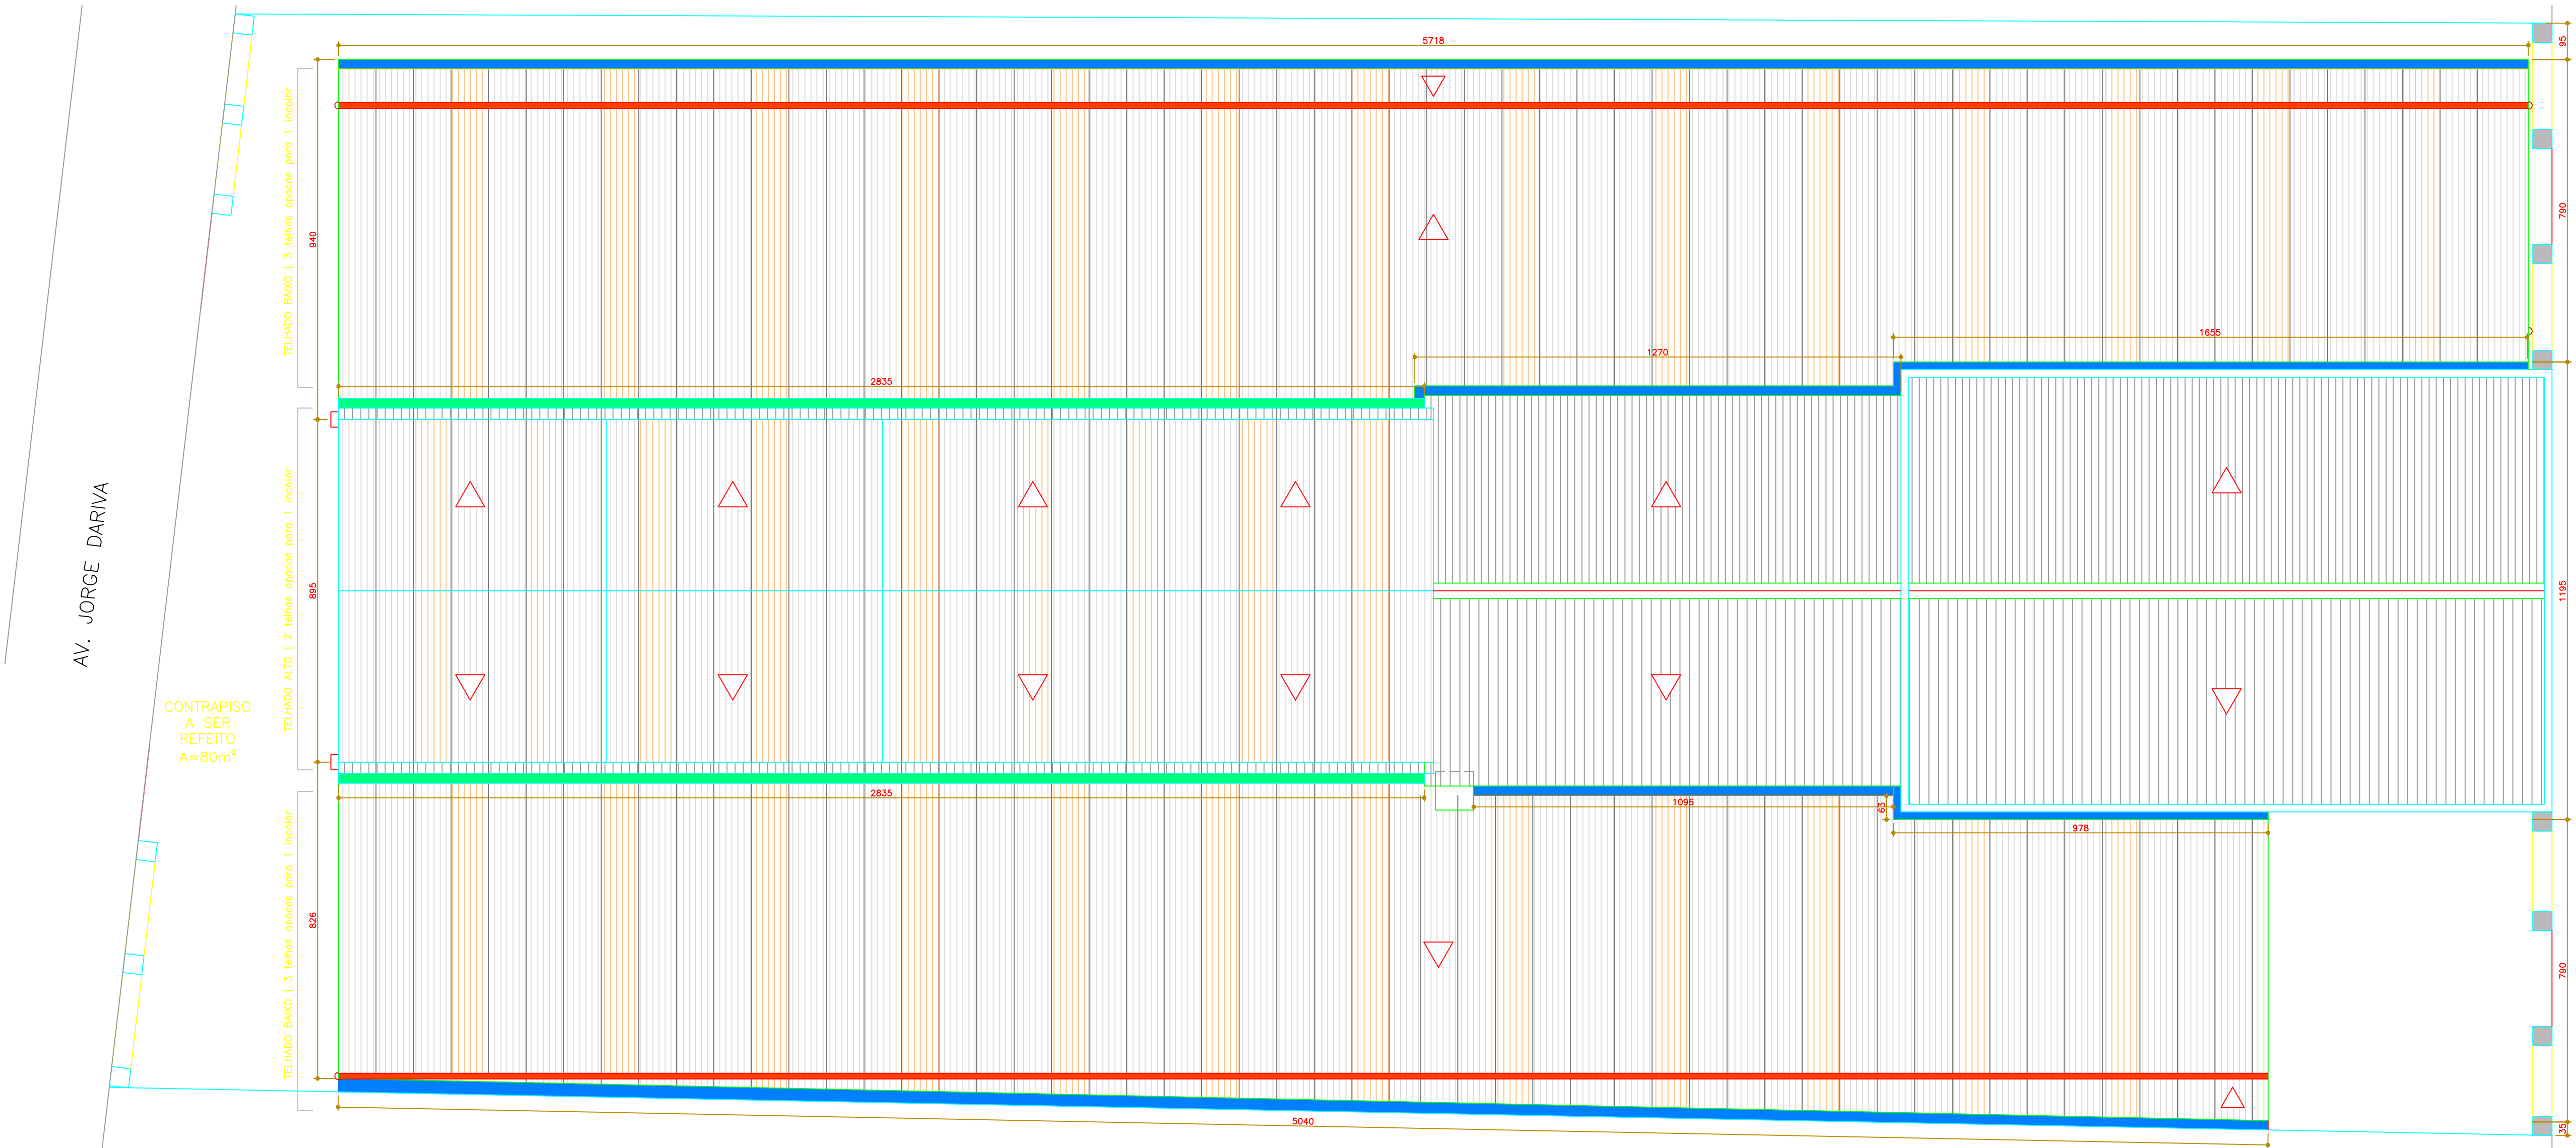 5718
95
TELHADO BAIXO | 3 telhas opacas para 1 incolor
940
790
1655
1270
2835
AV. JORGE DARIVA
TELHADO ALTO | 2 telhas opacas para 1 incolor
895
1195
CONTRAPISO
A SER
REFEITO
A=80m²
2835
1096
63
978
TELHADO BAIXO | 3 telhas opacas para 1 incolor
826
790
5040
35